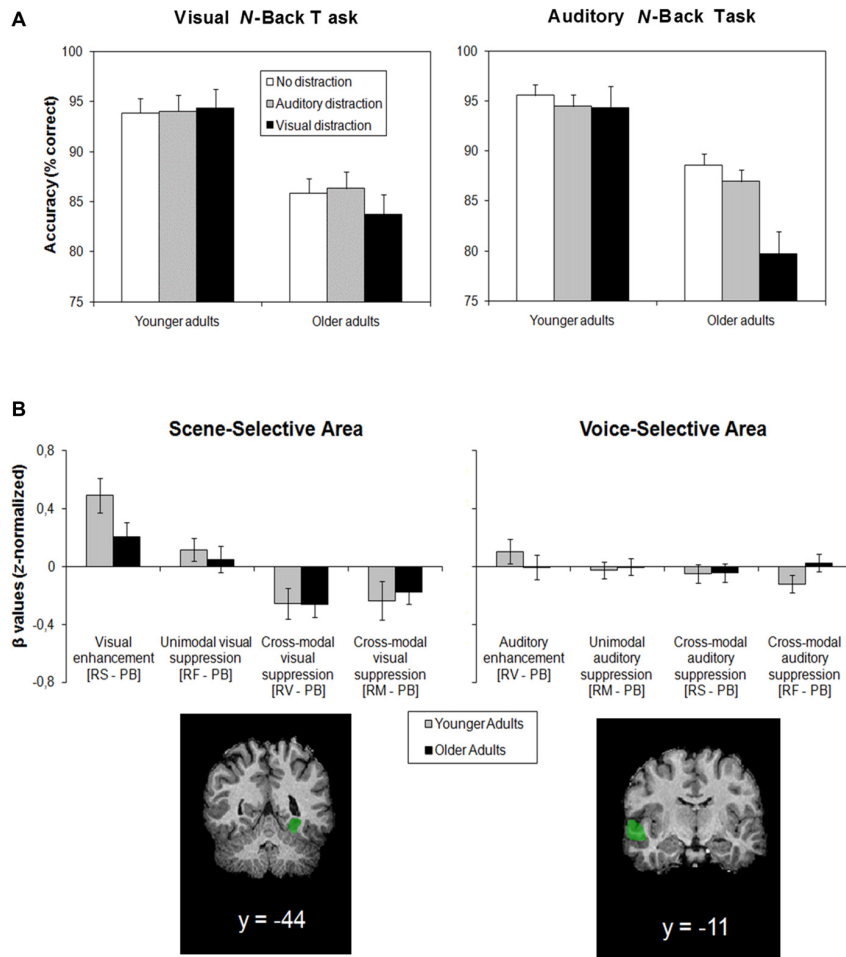 A
Visual N-Back T ask
Auditory N-Back Task
Accuracy (% correct)
100
95
90
85
80
75
No distraction
Auditory distraction
Visual distraction
Younger adults
Older adults
100
95
90
85
80
75
Younger adults
Older adults
B
Scene-Selective Area
Voice-Selective Area
β values (z-normalized)
0,8
0,4
0
-0,4
-0,8
Visual
enhancement
[RS - PB]
Unimodal visual
suppression
[RF - PB]
Cross-modal
visual
suppression
[RV - PB]
Cross-modal
visual
suppression
[RM - PB]
Auditory
enhancement
[RV - PB]
Unimodal
auditory
suppression
[RM - PB]
Cross-modal
auditory
suppression
[RS - PB]
Cross-modal
auditory
suppression
[RF - PB]
Younger Adults
Older Adults
y = -44
y = -11